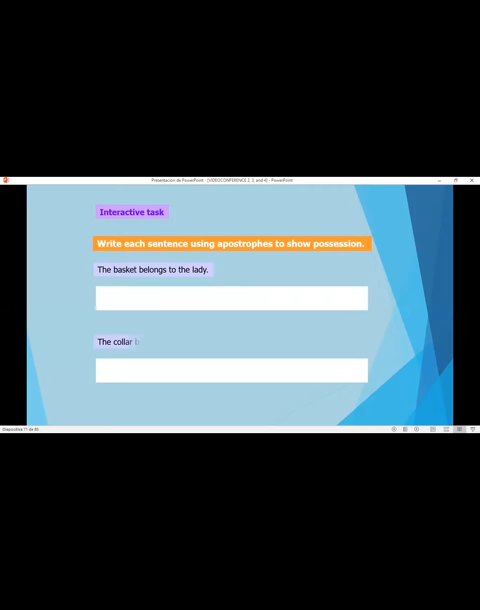 Presentación de PowerPoint - [VIDEOCONFERENCE 2, 3, and 4] - PowerPoint
Interactive task
Write each sentence using apostrophes to show possession.
The basket belongs to the lady.
The collar